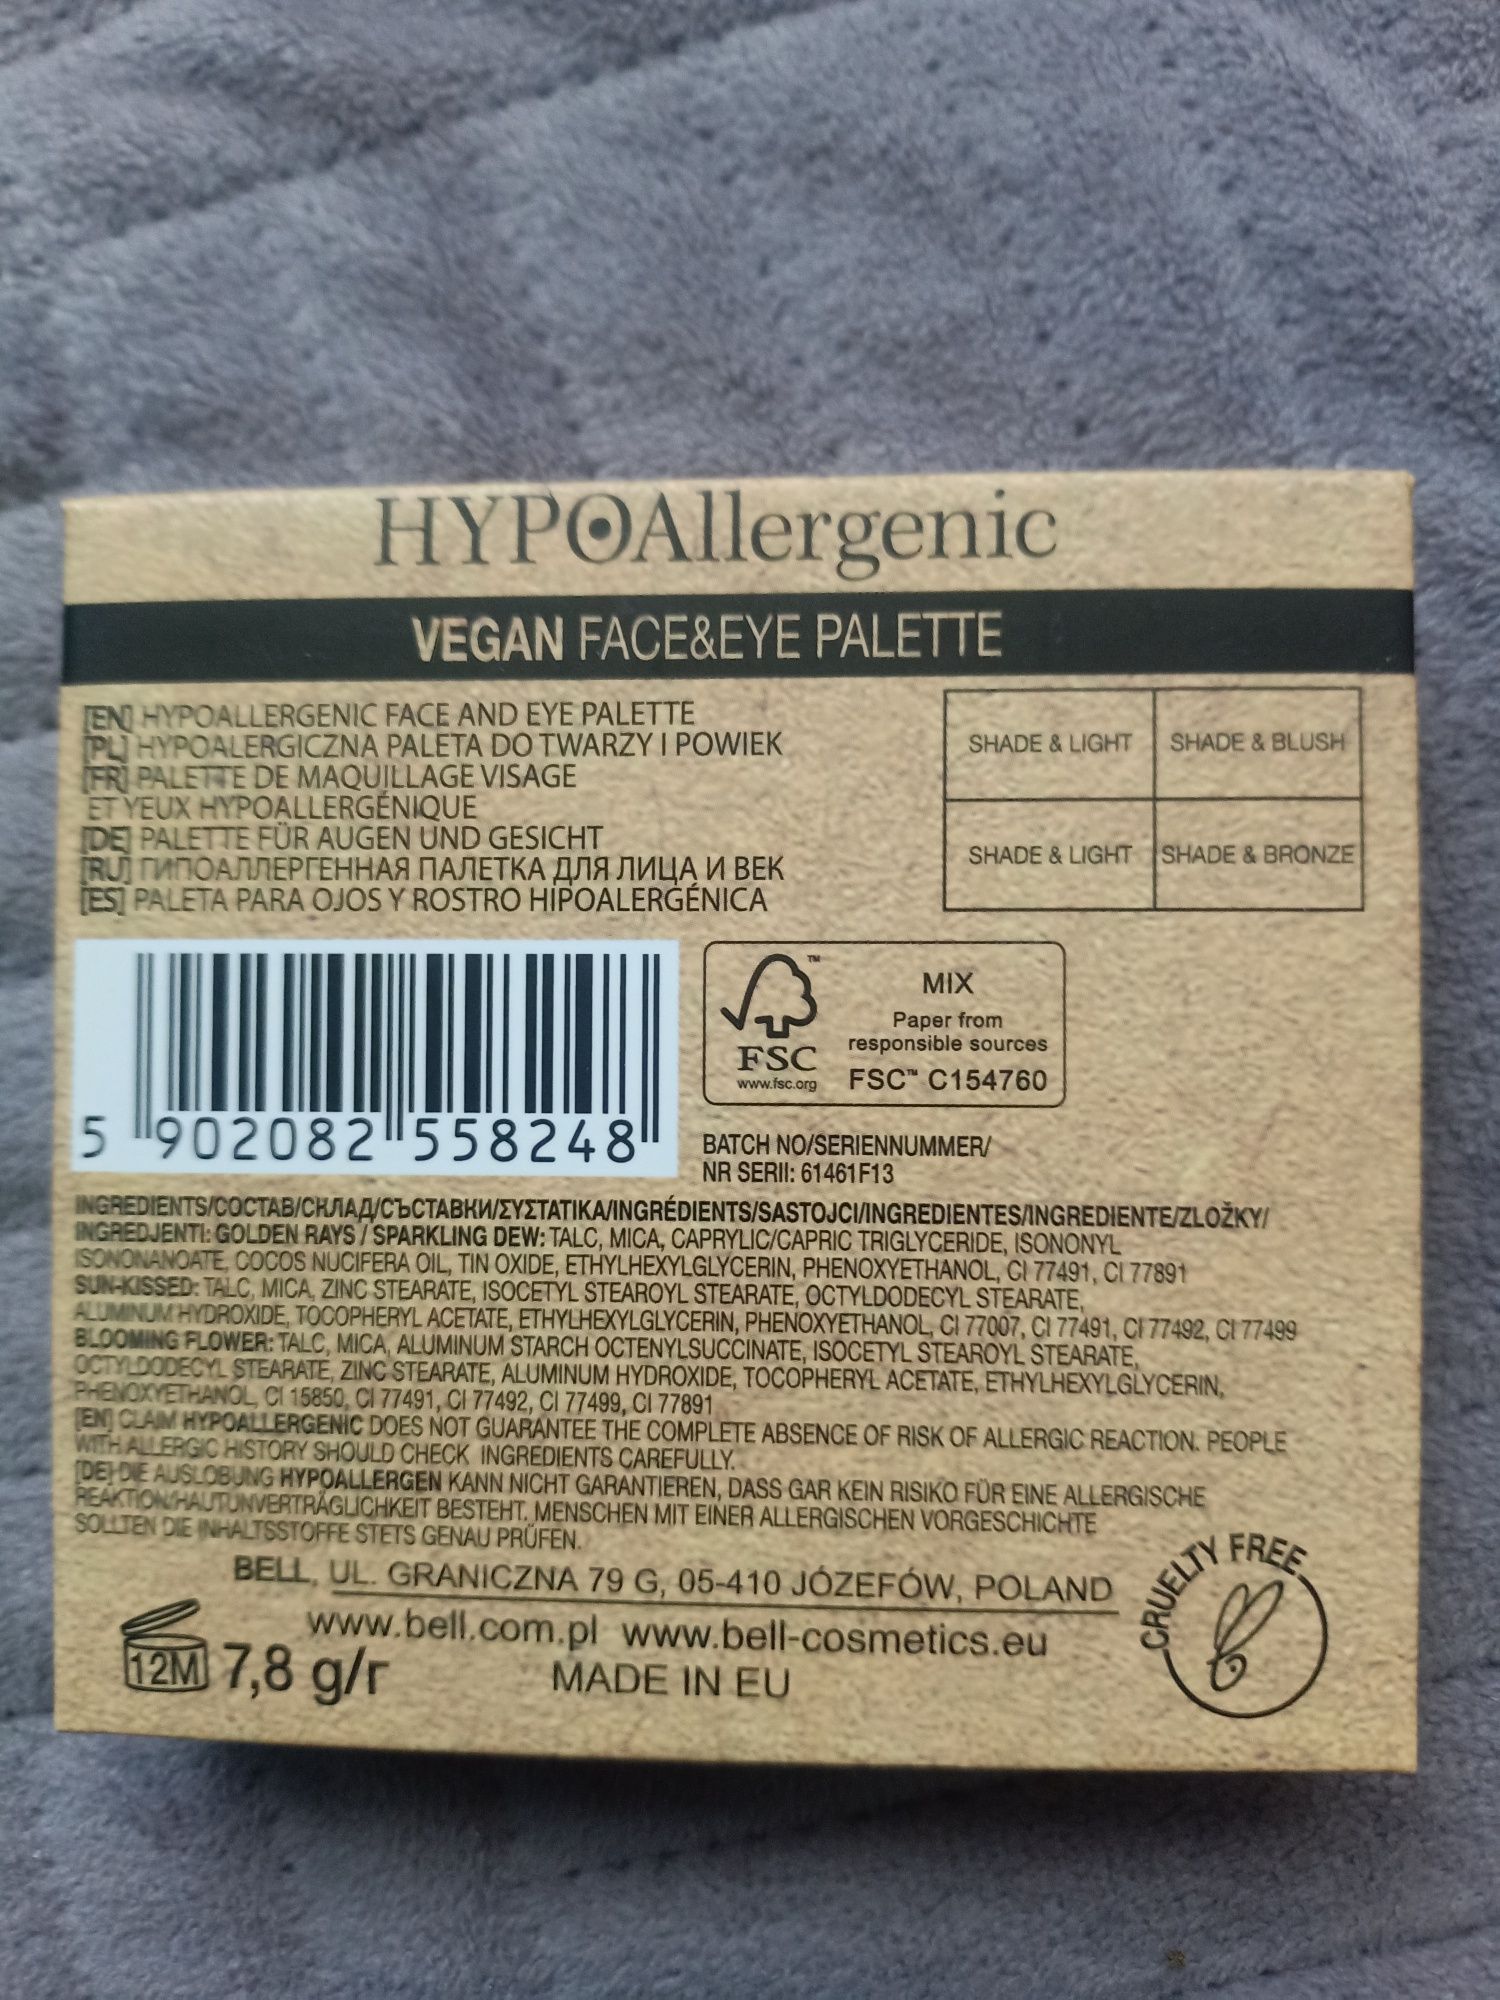 HYPOAllergenic
VEGAN FACE&EYE PALETTE
[EN] HYPOALLERGENIC FACE AND EYE PALETTE
[PL] HYPOALERGICZNA PALETA DO TWARZY I POWIEK
[FR] PALETTE DE MAQUILLAGE VISAGE
ET YEUX HYPOALLERGÉNIQUE
[DE] PALETTE FÜR AUGEN UND GESICHT
[RU] ГИПОАЛЛЕРГЕННАЯ ПАЛЕТКА ДЛЯ ЛИЦА И ВЕК
[ES] PALETA PARA OJOS Y ROSTRO HIPOALERGÉNICA
SHADE & LIGHT SHADE & BLUSH
SHADE & LIGHT SHADE & BRONZE
5 902082 558248
FSC
www.fsc.org
MIX
Paper from
responsible sources
FSC™ C154760
BATCH NO/SERIENNUMMER/
NR SERII: 61461F13
INGREDIENTS/СОСТАВ/СКЛАД/СЪСТАВКИ/ΣΥΣΤΑΤΙΚΑ/INGRÉDIENTS/SASTOJCI/INGREDIENTES/INGREDIENTE/ZLOŽKY/
INGREDJENTI: GOLDEN RAYS / SPARKLING DEW: TALC, MICA, CAPRYLIC/CAPRIC TRIGLYCERIDE, ISONONYL
ISONONANOATE, COCOS NUCIFERA OIL, TIN OXIDE, ETHYLHEXYLGLYCERIN, PHENOXYETHANOL, CI 77491, CI 77891
SUN-KISSED: TALC, MICA, ZINC STEARATE, ISOCETYL STEAROYL STEARATE, OCTYLDODECYL STEARATE,
ALUMINUM HYDROXIDE, TOCOPHERYL ACETATE, ETHYLHEXYLGLYCERIN, PHENOXYETHANOL, CI 77007, CI 77491, CI 77492, CI 77499
BLOOMING FLOWER: TALC, MICA, ALUMINUM STARCH OCTENYLSUCCINATE, ISOCETYL STEAROYL STEARATE,
OCTYLDODECYL STEARATE, ZINC STEARATE, ALUMINUM HYDROXIDE, TOCOPHERYL ACETATE, ETHYLHEXYLGLYCERIN,
PHENOXYETHANOL, CI 15850, CI 77491, CI 77492, CI 77499, CI 77891
[EN] CLAIM HYPOALLERGENIC DOES NOT GUARANTEE THE COMPLETE ABSENCE OF RISK OF ALLERGIC REACTION. PEOPLE
WITH ALLERGIC HISTORY SHOULD CHECK INGREDIENTS CAREFULLY.
[DE] DIE AUSLOBUNG HYPOALLERGEN KANN NICHT GARANTIEREN, DASS GAR KEIN RISIKO FÜR EINE ALLERGISCHE
REAKTION/HAUTUNVERTRÄGLICHKEIT BESTEHT. MENSCHEN MIT EINER ALLERGISCHEN VORGESCHICHTE
SOLLTEN DIE INHALTSSTOFFE STETS GENAU PRÜFEN.
BELL, UL. GRANICZNA 79 G, 05-410 JÓZEFÓW, POLAND
www.bell.com.pl www.bell-cosmetics.eu
12M 7,8 g/г MADE IN EU
CRUELTY FREE